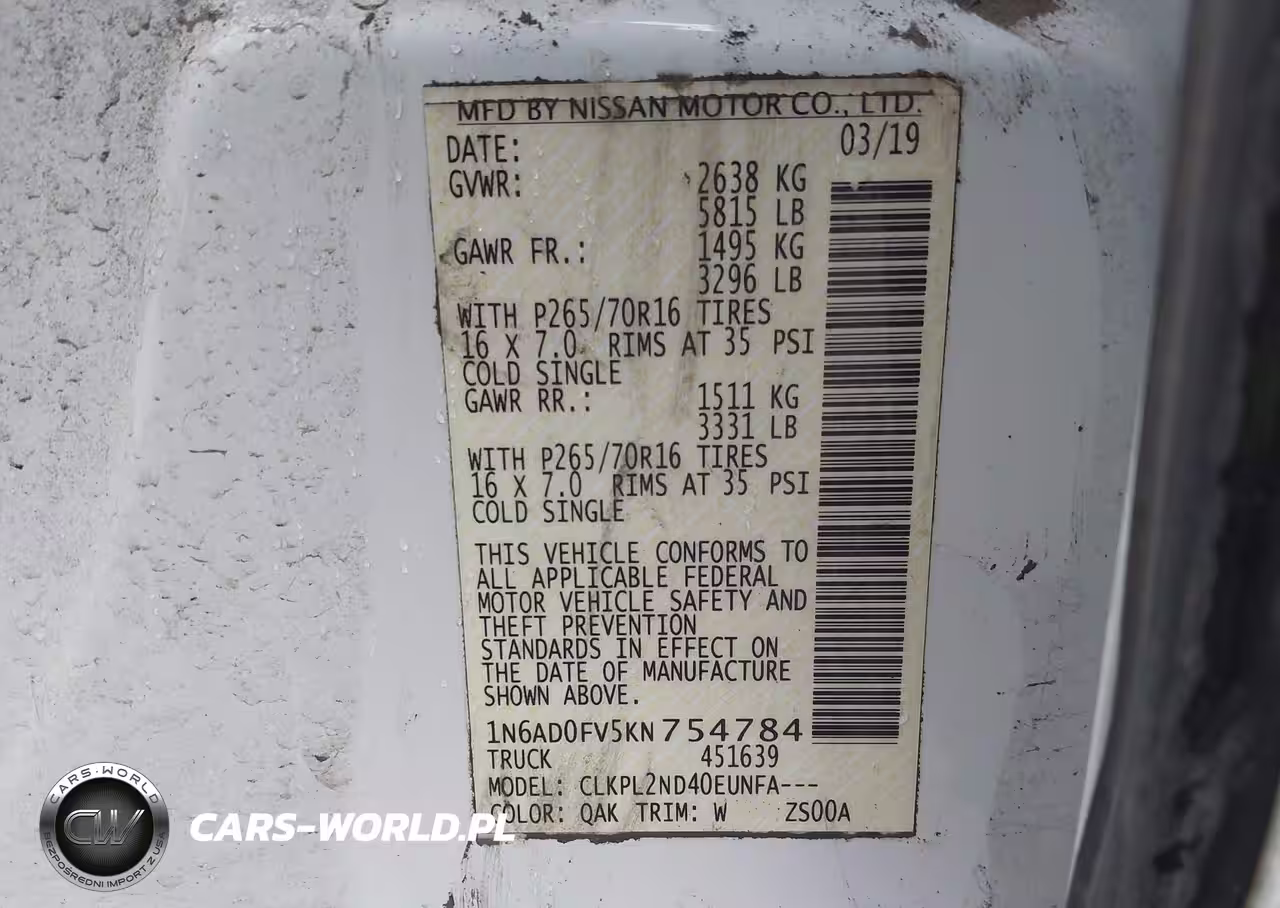 MFD BY NISSAN MOTOR CO., LTD.
DATE: 03/19
GVWR: 2638 KG
5815 LB
GAWR FR.: 1495 KG
3296 LB
WITH P265/70R16 TIRES
16 X 7.0 RIMS AT 35 PSI
COLD SINGLE
GAWR RR.: 1511 KG
3331 LB
WITH P265/70R16 TIRES
16 X 7.0 RIMS AT 35 PSI
COLD SINGLE
THIS VEHICLE CONFORMS TO
ALL APPLICABLE FEDERAL
MOTOR VEHICLE SAFETY AND
THEFT PREVENTION
STANDARDS IN EFFECT ON
THE DATE OF MANUFACTURE
SHOWN ABOVE.
1N6AD0FV5KN754784
TRUCK 451639
MODEL: CLKPL2ND40EUNFA---
COLOR: QAK TRIM: W ZS00A
CARS-WORLD
CW
BEZPOŚREDNI IMPORT Z USA
CARS-WORLD.PL